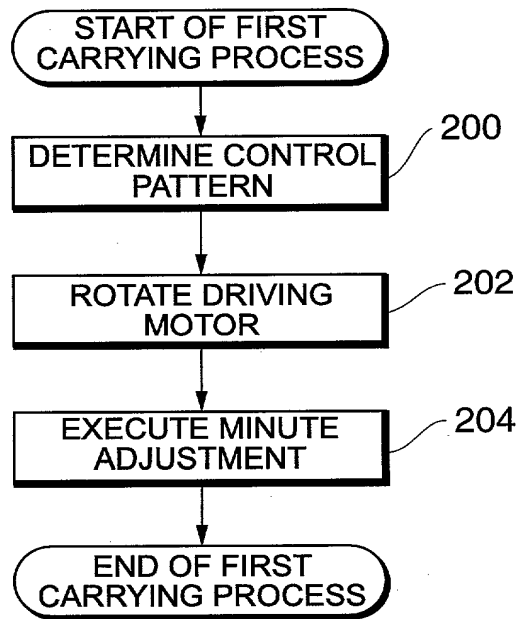 START OF FIRST
CARRYING PROCESS
200
DETERMINE CONTROL
PATTERN
202
ROTATE DRIVING
MOTOR
204
EXECUTE MINUTE
ADJUSTMENT
END OF FIRST
CARRYING PROCESS